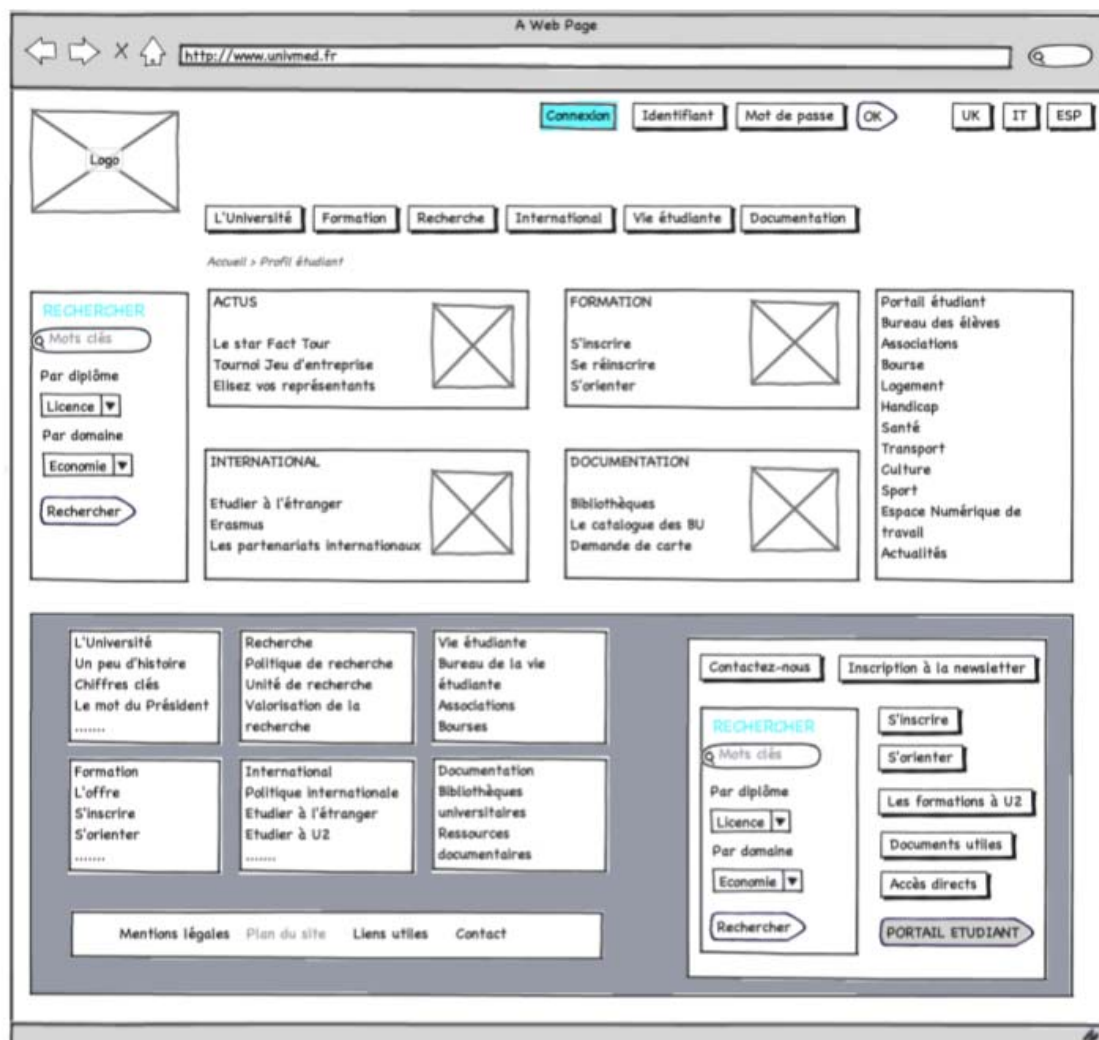 A Web Page
http://www.univmed.fr
Connexion
Identifiant
Mot de passe
OK
UK
IT
ESP
Logo
L'Université
Formation
Recherche
International
Vie étudiante
Documentation
Accueil > Profil étudiant
RECHERCHER
Mots clés
Par diplôme
Licence
Par domaine
Economie
Rechercher
ACTUS
Le star Fact Tour
Tournoi Jeu d'entreprise
Elisez vos représentants
FORMATION
S'inscrire
Se réinscrire
S'orienter
INTERNATIONAL
Etudier à l'étranger
Erasmus
Les partenariats internationaux
DOCUMENTATION
Bibliothèques
Le catalogue des BU
Demande de carte
Portail étudiant
Bureau des élèves
Associations
Bourse
Logement
Handicap
Santé
Transport
Culture
Sport
Espace Numérique de
travail
Actualités
L'Université
Un peu d'histoire
Chiffres clés
Le mot du Président
.......
Recherche
Politique de recherche
Unité de recherche
Valorisation de la
recherche
Vie étudiante
Bureau de la vie
étudiante
Associations
Bourses
Formation
L'offre
S'inscrire
S'orienter
.......
International
Politique internationale
Etudier à l'étranger
Etudier à U2
.......
Documentation
Bibliothèques
universitaires
Ressources
documentaires
Mentions légales
Plan du site
Liens utiles
Contact
Contactez-nous
Inscription à la newsletter
RECHERCHER
Mots clés
Par diplôme
Licence
Par domaine
Economie
Rechercher
S'inscrire
S'orienter
Les formations à U2
Documents utiles
Accès directs
PORTAIL ETUDIANT